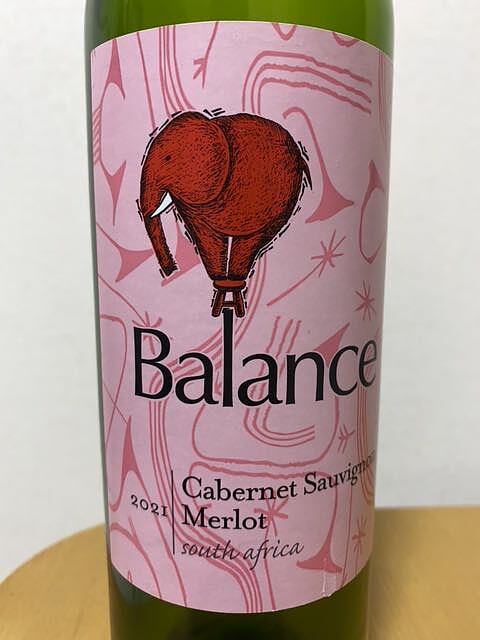 Balance
2021
Cabernet Sauvignon
Merlot
south africa